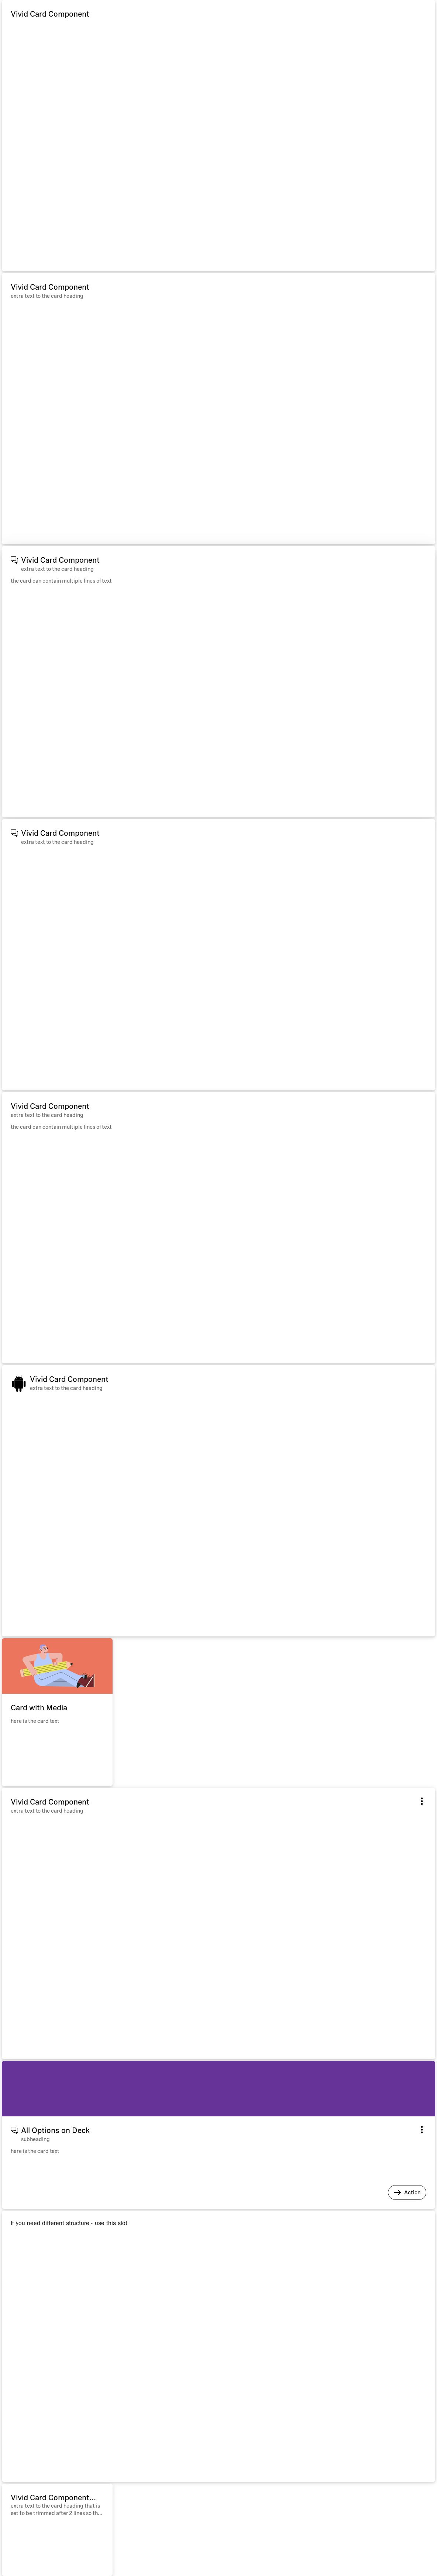 Vivid Card Component
Vivid Card Component
extra text to the card heading
Vivid Card Component
extra text to the card heading
the card can contain multiple lines of text
Vivid Card Component
extra text to the card heading
Vivid Card Component
extra text to the card heading
the card can contain multiple lines of text
Vivid Card Component
extra text to the card heading
Card with Media
here is the card text
Vivid Card Component
extra text to the card heading
All Options on Deck
subheading
here is the card text
Action
If you need different structure - use this slot
Vivid Card Component...
extra text to the card heading that is
set to be trimmed after 2 lines so th...